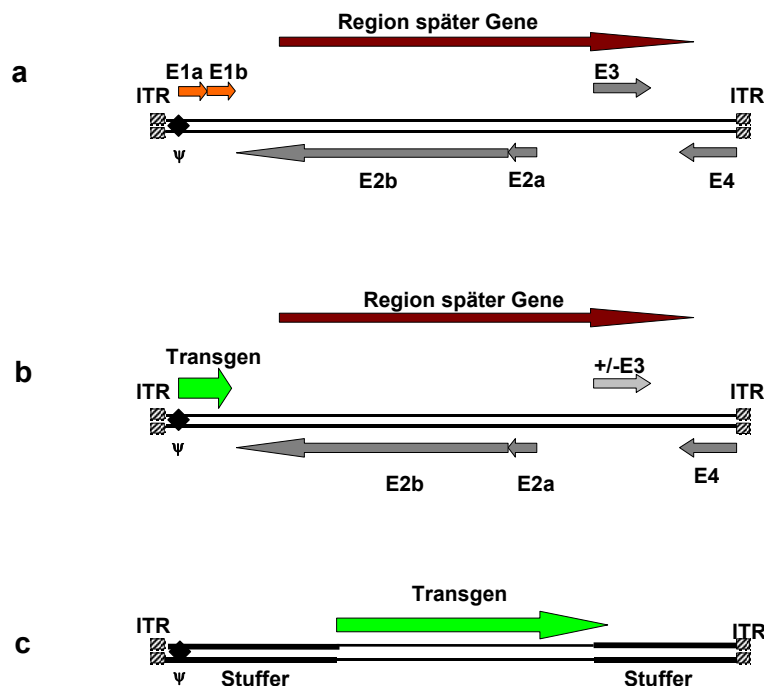 Region später Gene
a
E1a E1b
E3
ITR
ITR
ψ
E2b
E2a
E4
Region später Gene
b
Transgen
+/-E3
ITR
ITR
ψ
E2b
E2a
E4
Transgen
c
ITR
ITR
ψ
Stuffer
Stuffer